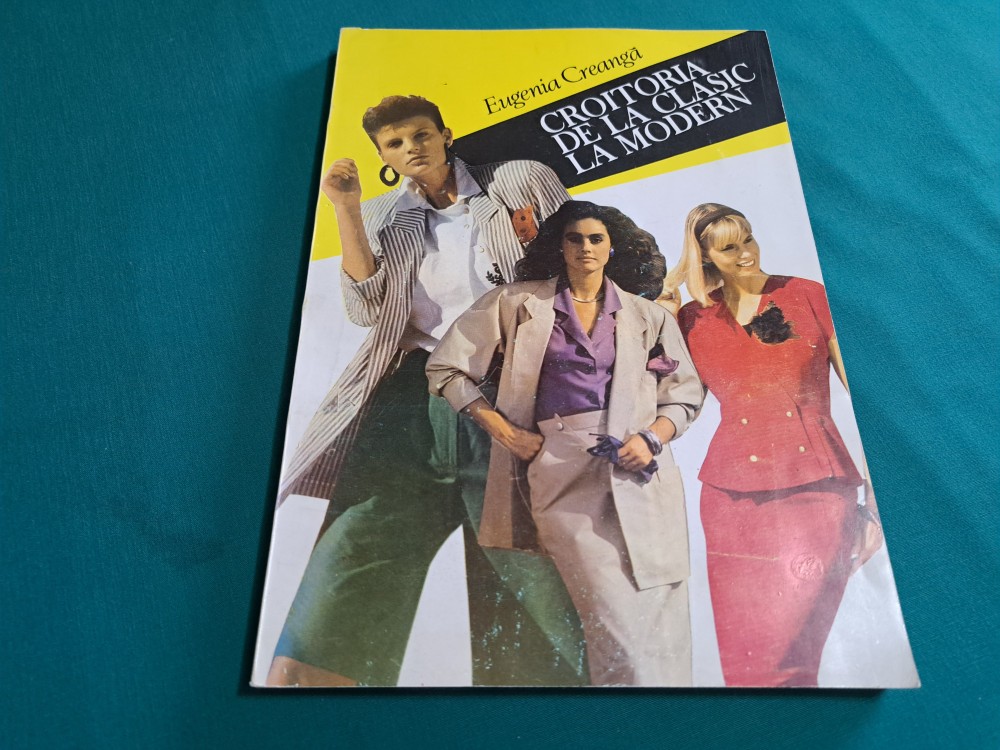 Eugenia Creangă
CROITORIA
DE LA CLASIC
LA MODERN